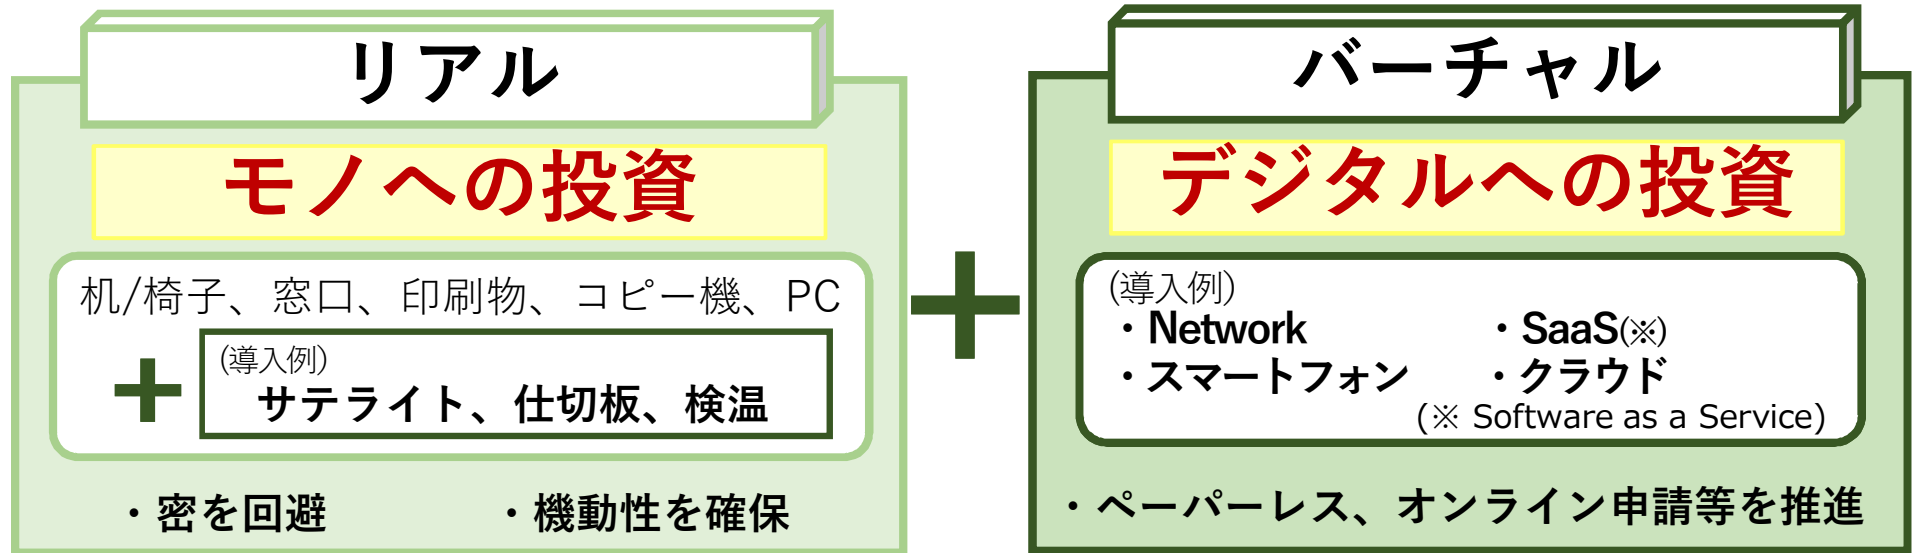 リアル
モノへの投資
机/椅子、窓口、印刷物、コピー機、PC
+
(導入例)
サテライト、仕切板、検温
・密を回避 ・機動性を確保
+
バーチャル
デジタルへの投資
(導入例)
・Network ・SaaS(※)
・スマートフォン ・クラウド
(※ Software as a Service)
・ペーパーレス、オンライン申請等を推進